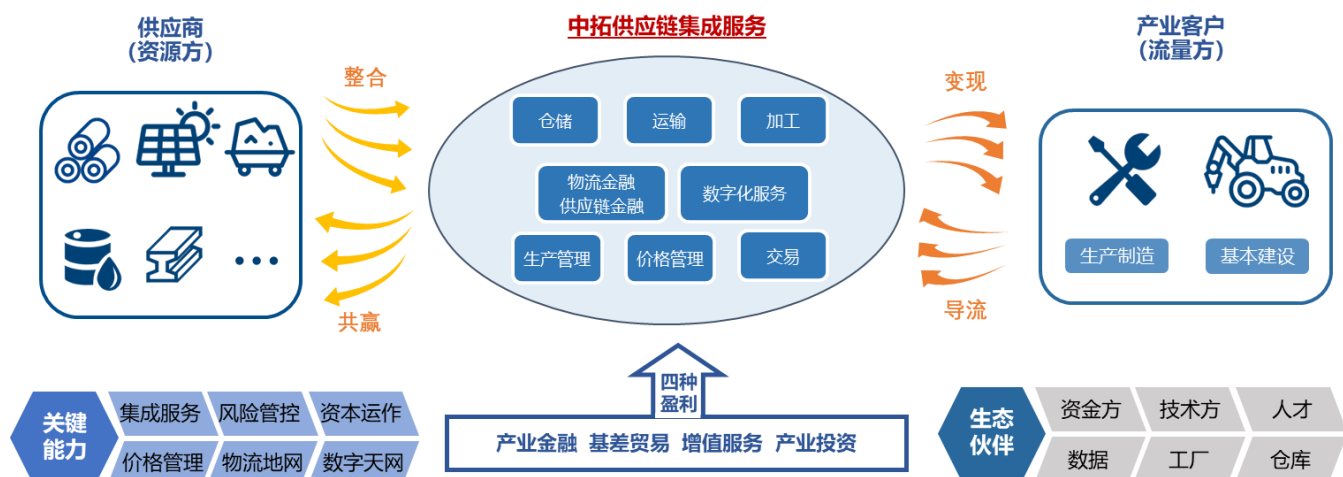 供应商
（资源方）
中拓供应链集成服务
产业客户
（流量方）
整合
变现
仓储
运输
加工
物流金融
供应链金融
数字化服务
生产管理
价格管理
交易
生产制造
基本建设
共赢
导流
四种
盈利
产业金融 基差贸易 增值服务 产业投资
关键
能力
集成服务
风险管控
资本运作
价格管理
物流地网
数字天网
生态
伙伴
资金方
技术方
人才
数据
工厂
仓库